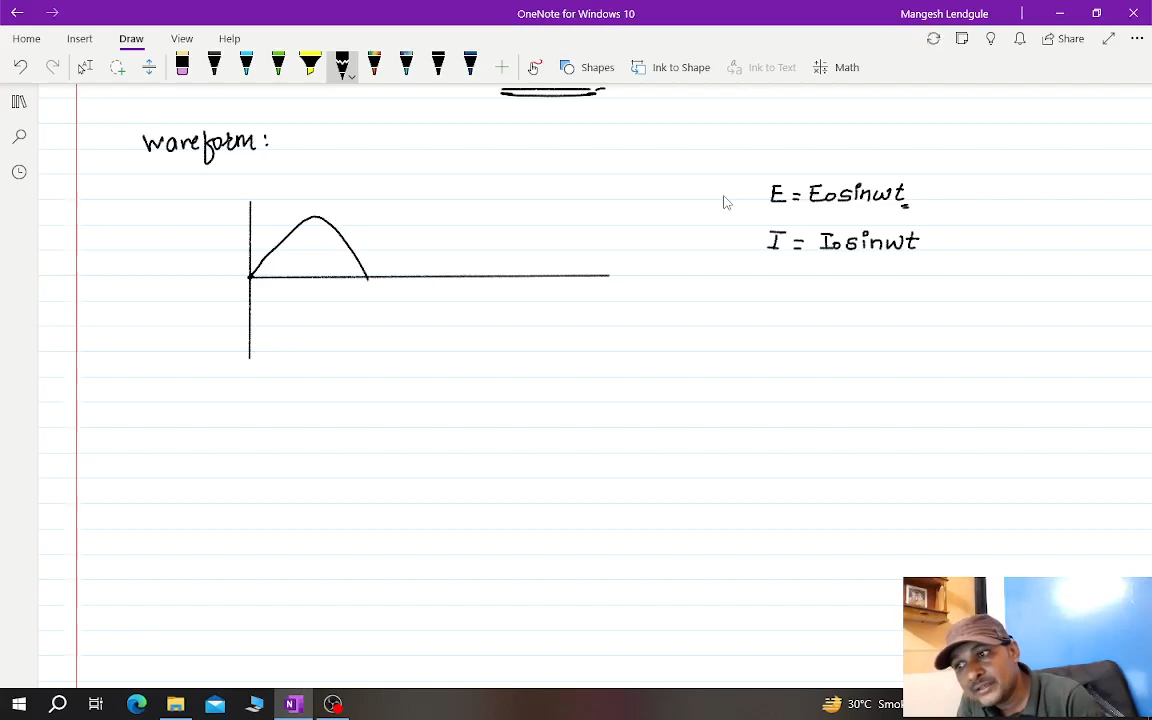 OneNote for Windows 10
Mangesh Lendgule
Home Insert Draw View Help
Share
Shapes Ink to Shape Ink to Text Math
Waveform:
E = E₀sinωt
I = I₀sinωt
30°C